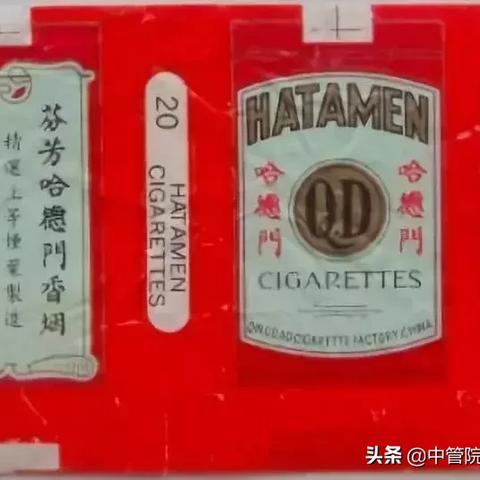 芬芳哈德門香烟
精選上等煙葉製造
20
HATAMEN
CIGARETTES
HATAMEN
哈德門
QD
哈德門
CIGARETTES
QINGDAO CIGARETTE FACTORY, CHINA.
头条 @中管院